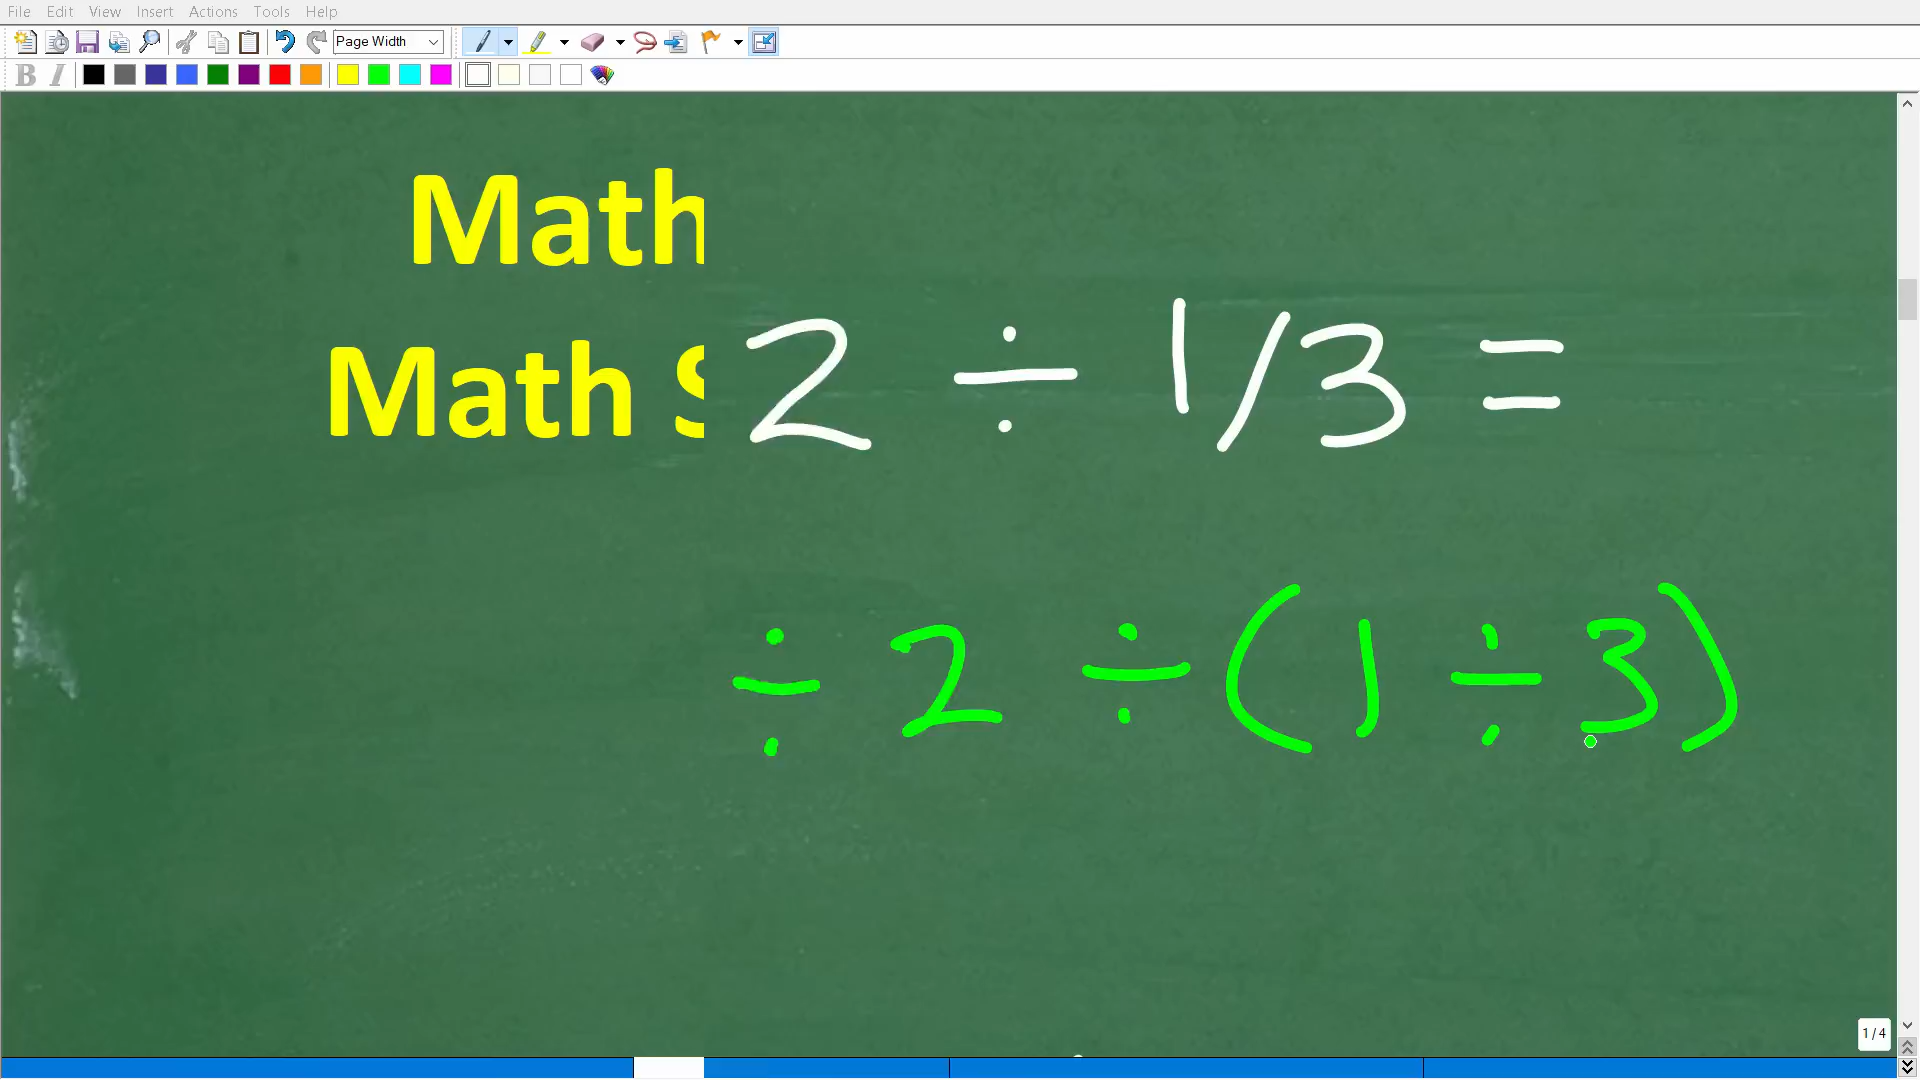 File Edit View Insert Actions Tools Help
Page Width
B I
Math
Math S
2 ÷ 1/3 =
÷ 2 ÷ (1 ÷ 3)
1 / 4